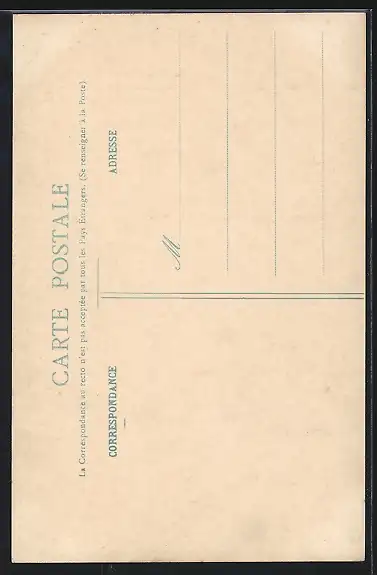 CARTE POSTALE
La Correspondance au recto n'est pas acceptée par tous les Pays Etrangers. (Se renseigner à la Poste)
CORRESPONDANCE
ADRESSE
M